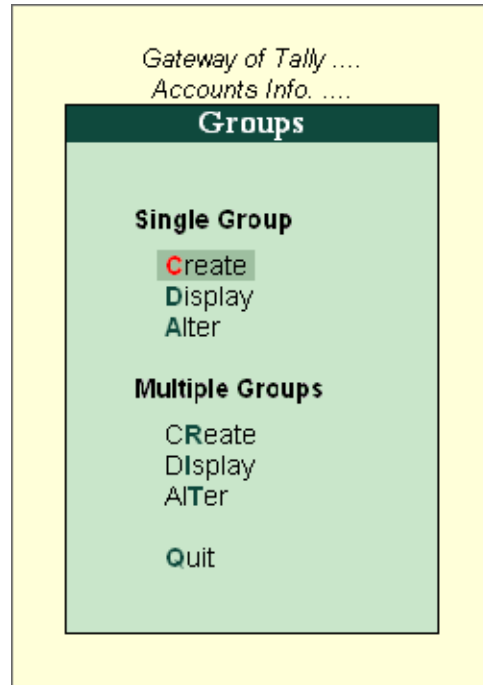 Gateway of Tally ....
Accounts Info. ....
Groups
Single Group
Create
Display
Alter
Multiple Groups
CReate
DIsplay
AlTer
Quit